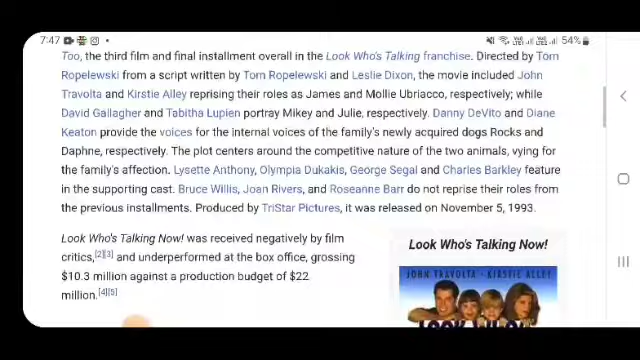 7:47 54%
Too, the third film and final installment overall in the Look Who's Talking franchise. Directed by Tom
Ropelewski from a script written by Tom Ropelewski and Leslie Dixon, the movie included John
Travolta and Kirstie Alley reprising their roles as James and Mollie Ubriacco, respectively; while
David Gallagher and Tabitha Lupien portray Mikey and Julie, respectively. Danny DeVito and Diane
Keaton provide the voices for the internal voices of the family's newly acquired dogs Rocks and
Daphne, respectively. The plot centers around the competitive nature of the two animals, vying for
the family's affection. Lysette Anthony, Olympia Dukakis, George Segal and Charles Barkley feature
in the supporting cast. Bruce Willis, Joan Rivers, and Roseanne Barr do not reprise their roles from
the previous installments. Produced by TriStar Pictures, it was released on November 5, 1993.
Look Who's Talking Now! was received negatively by film
critics,[2][3] and underperformed at the box office, grossing
$10.3 million against a production budget of $22
million.[4][5]
Look Who's Talking Now!
JOHN TRAVOLTA · KIRSTIE ALLEY